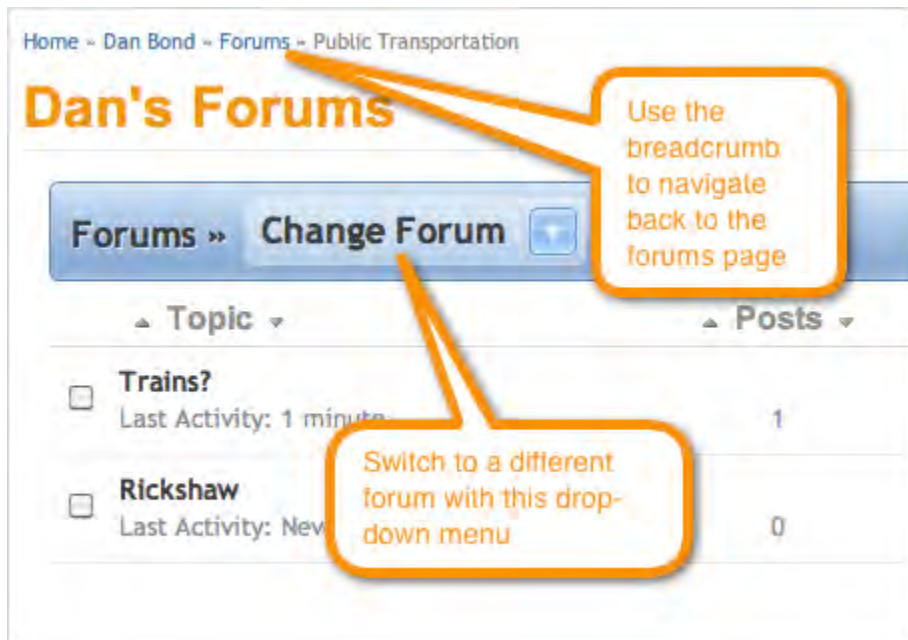 Home » Dan Bond » Forums » Public Transportation
Dan's Forums
Use the
breadcrumb
to navigate
back to the
forums page
Forums » Change Forum
Topic Posts
Trains?
Last Activity: 1 minute 1
Switch to a different
forum with this drop-
down menu
Rickshaw
Last Activity: 0